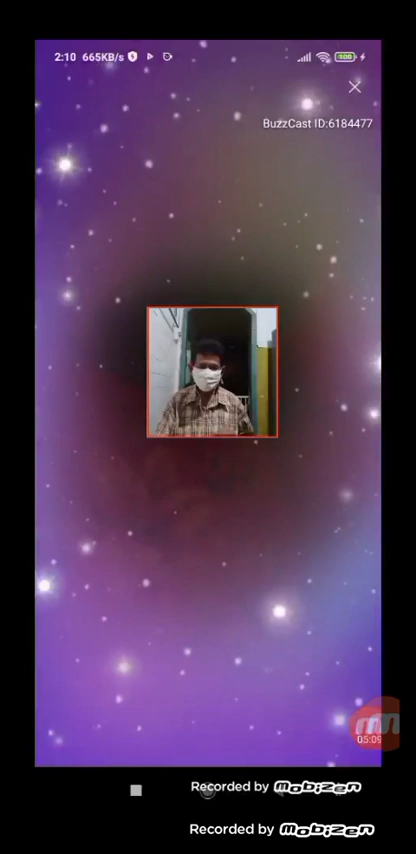 2:10 665KB/s 100
BuzzCast ID:6184477
05:09
Recorded by Mobizen
Recorded by Mobizen